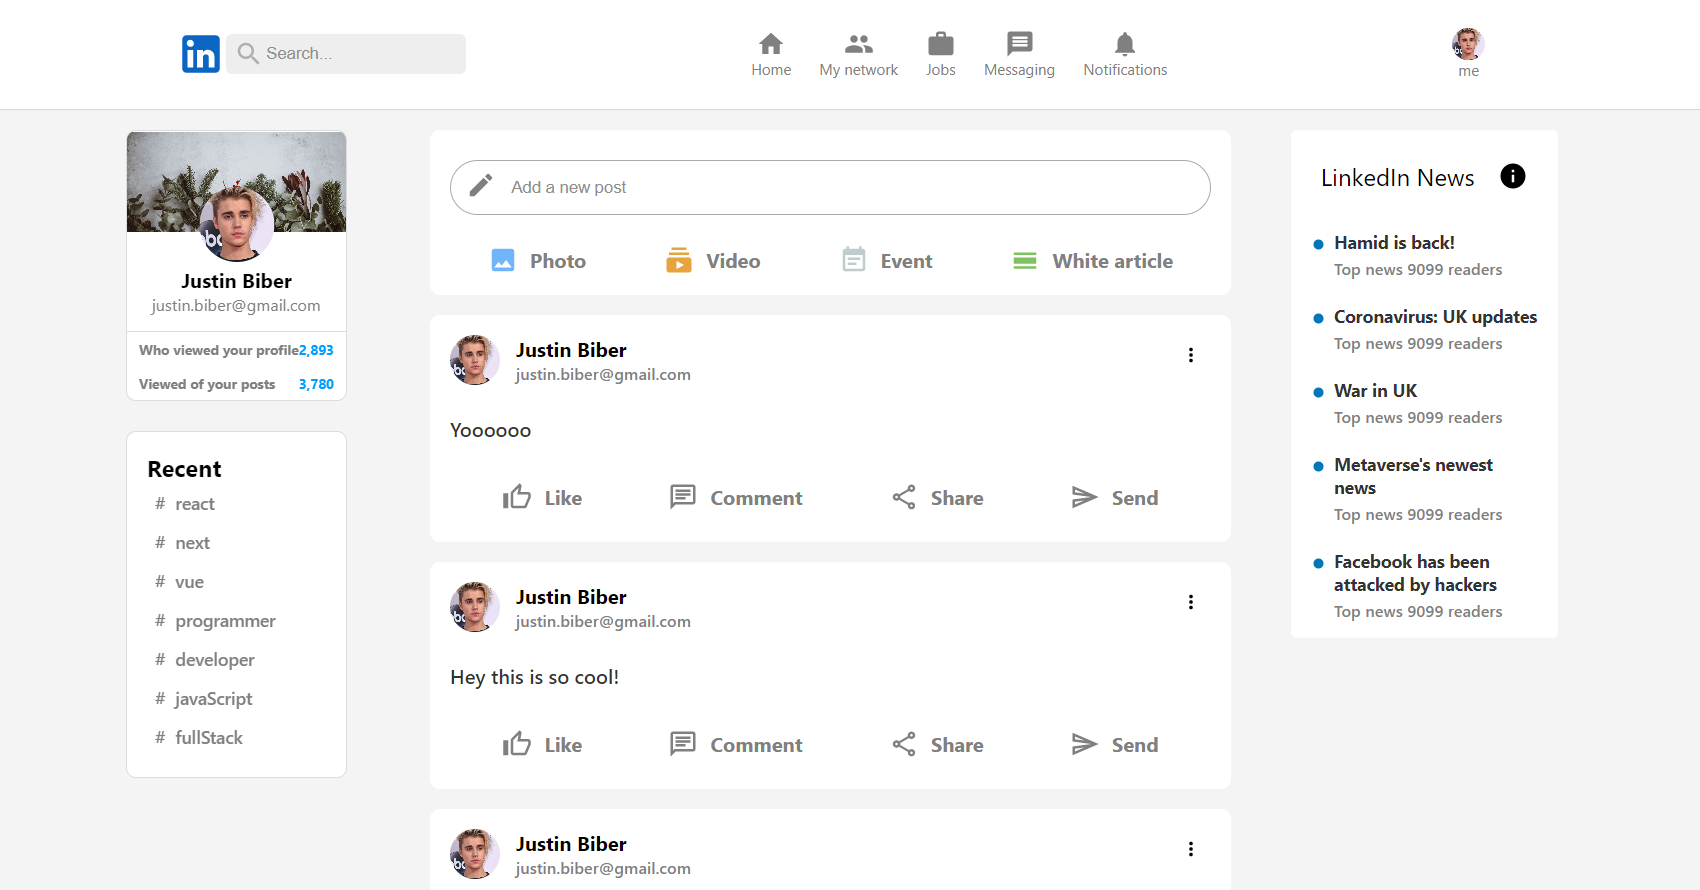 in
Search...
Home
My network
Jobs
Messaging
Notifications
me
Justin Biber
justin.biber@gmail.com
Who viewed your profile 2,893
Viewed of your posts 3,780
Recent
# react
# next
# vue
# programmer
# developer
# javaScript
# fullStack
Add a new post
Photo
Video
Event
White article
Justin Biber
justin.biber@gmail.com
Yoooooo
Like
Comment
Share
Send
Justin Biber
justin.biber@gmail.com
Hey this is so cool!
Like
Comment
Share
Send
Justin Biber
justin.biber@gmail.com
LinkedIn News
Hamid is back!
Top news 9099 readers
Coronavirus: UK updates
Top news 9099 readers
War in UK
Top news 9099 readers
Metaverse's newest
news
Top news 9099 readers
Facebook has been
attacked by hackers
Top news 9099 readers